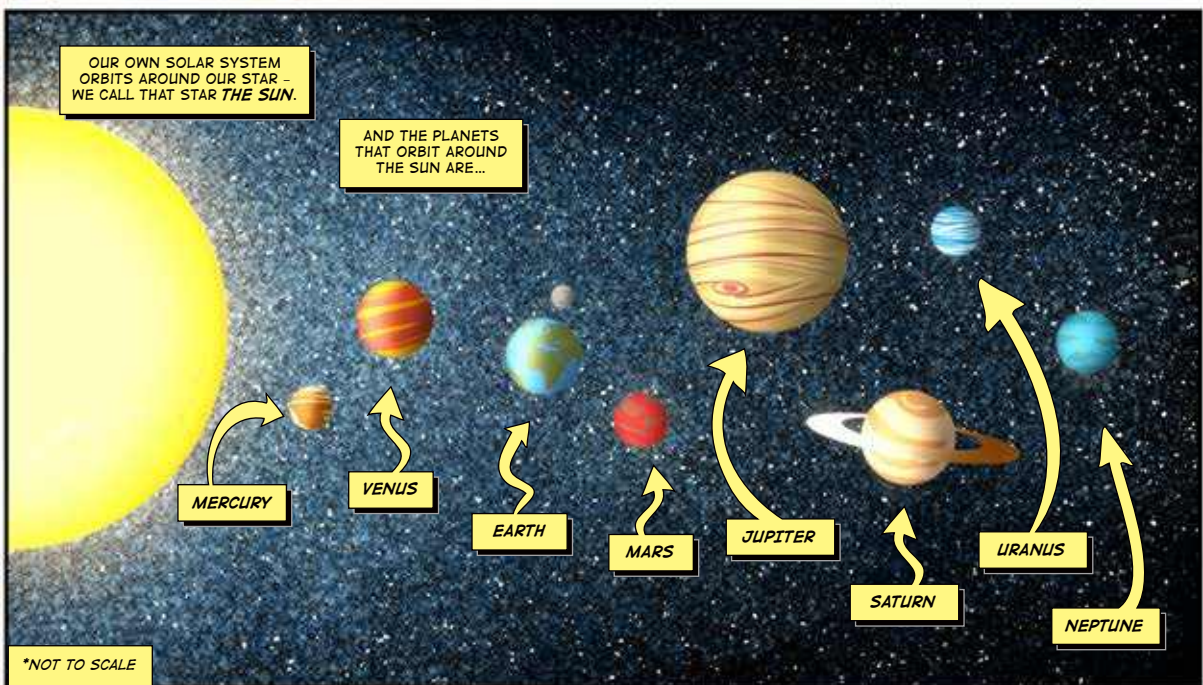 OUR OWN SOLAR SYSTEM
ORBITS AROUND OUR STAR –
WE CALL THAT STAR THE SUN.
AND THE PLANETS
THAT ORBIT AROUND
THE SUN ARE...
MERCURY
VENUS
EARTH
MARS
JUPITER
SATURN
URANUS
NEPTUNE
*NOT TO SCALE